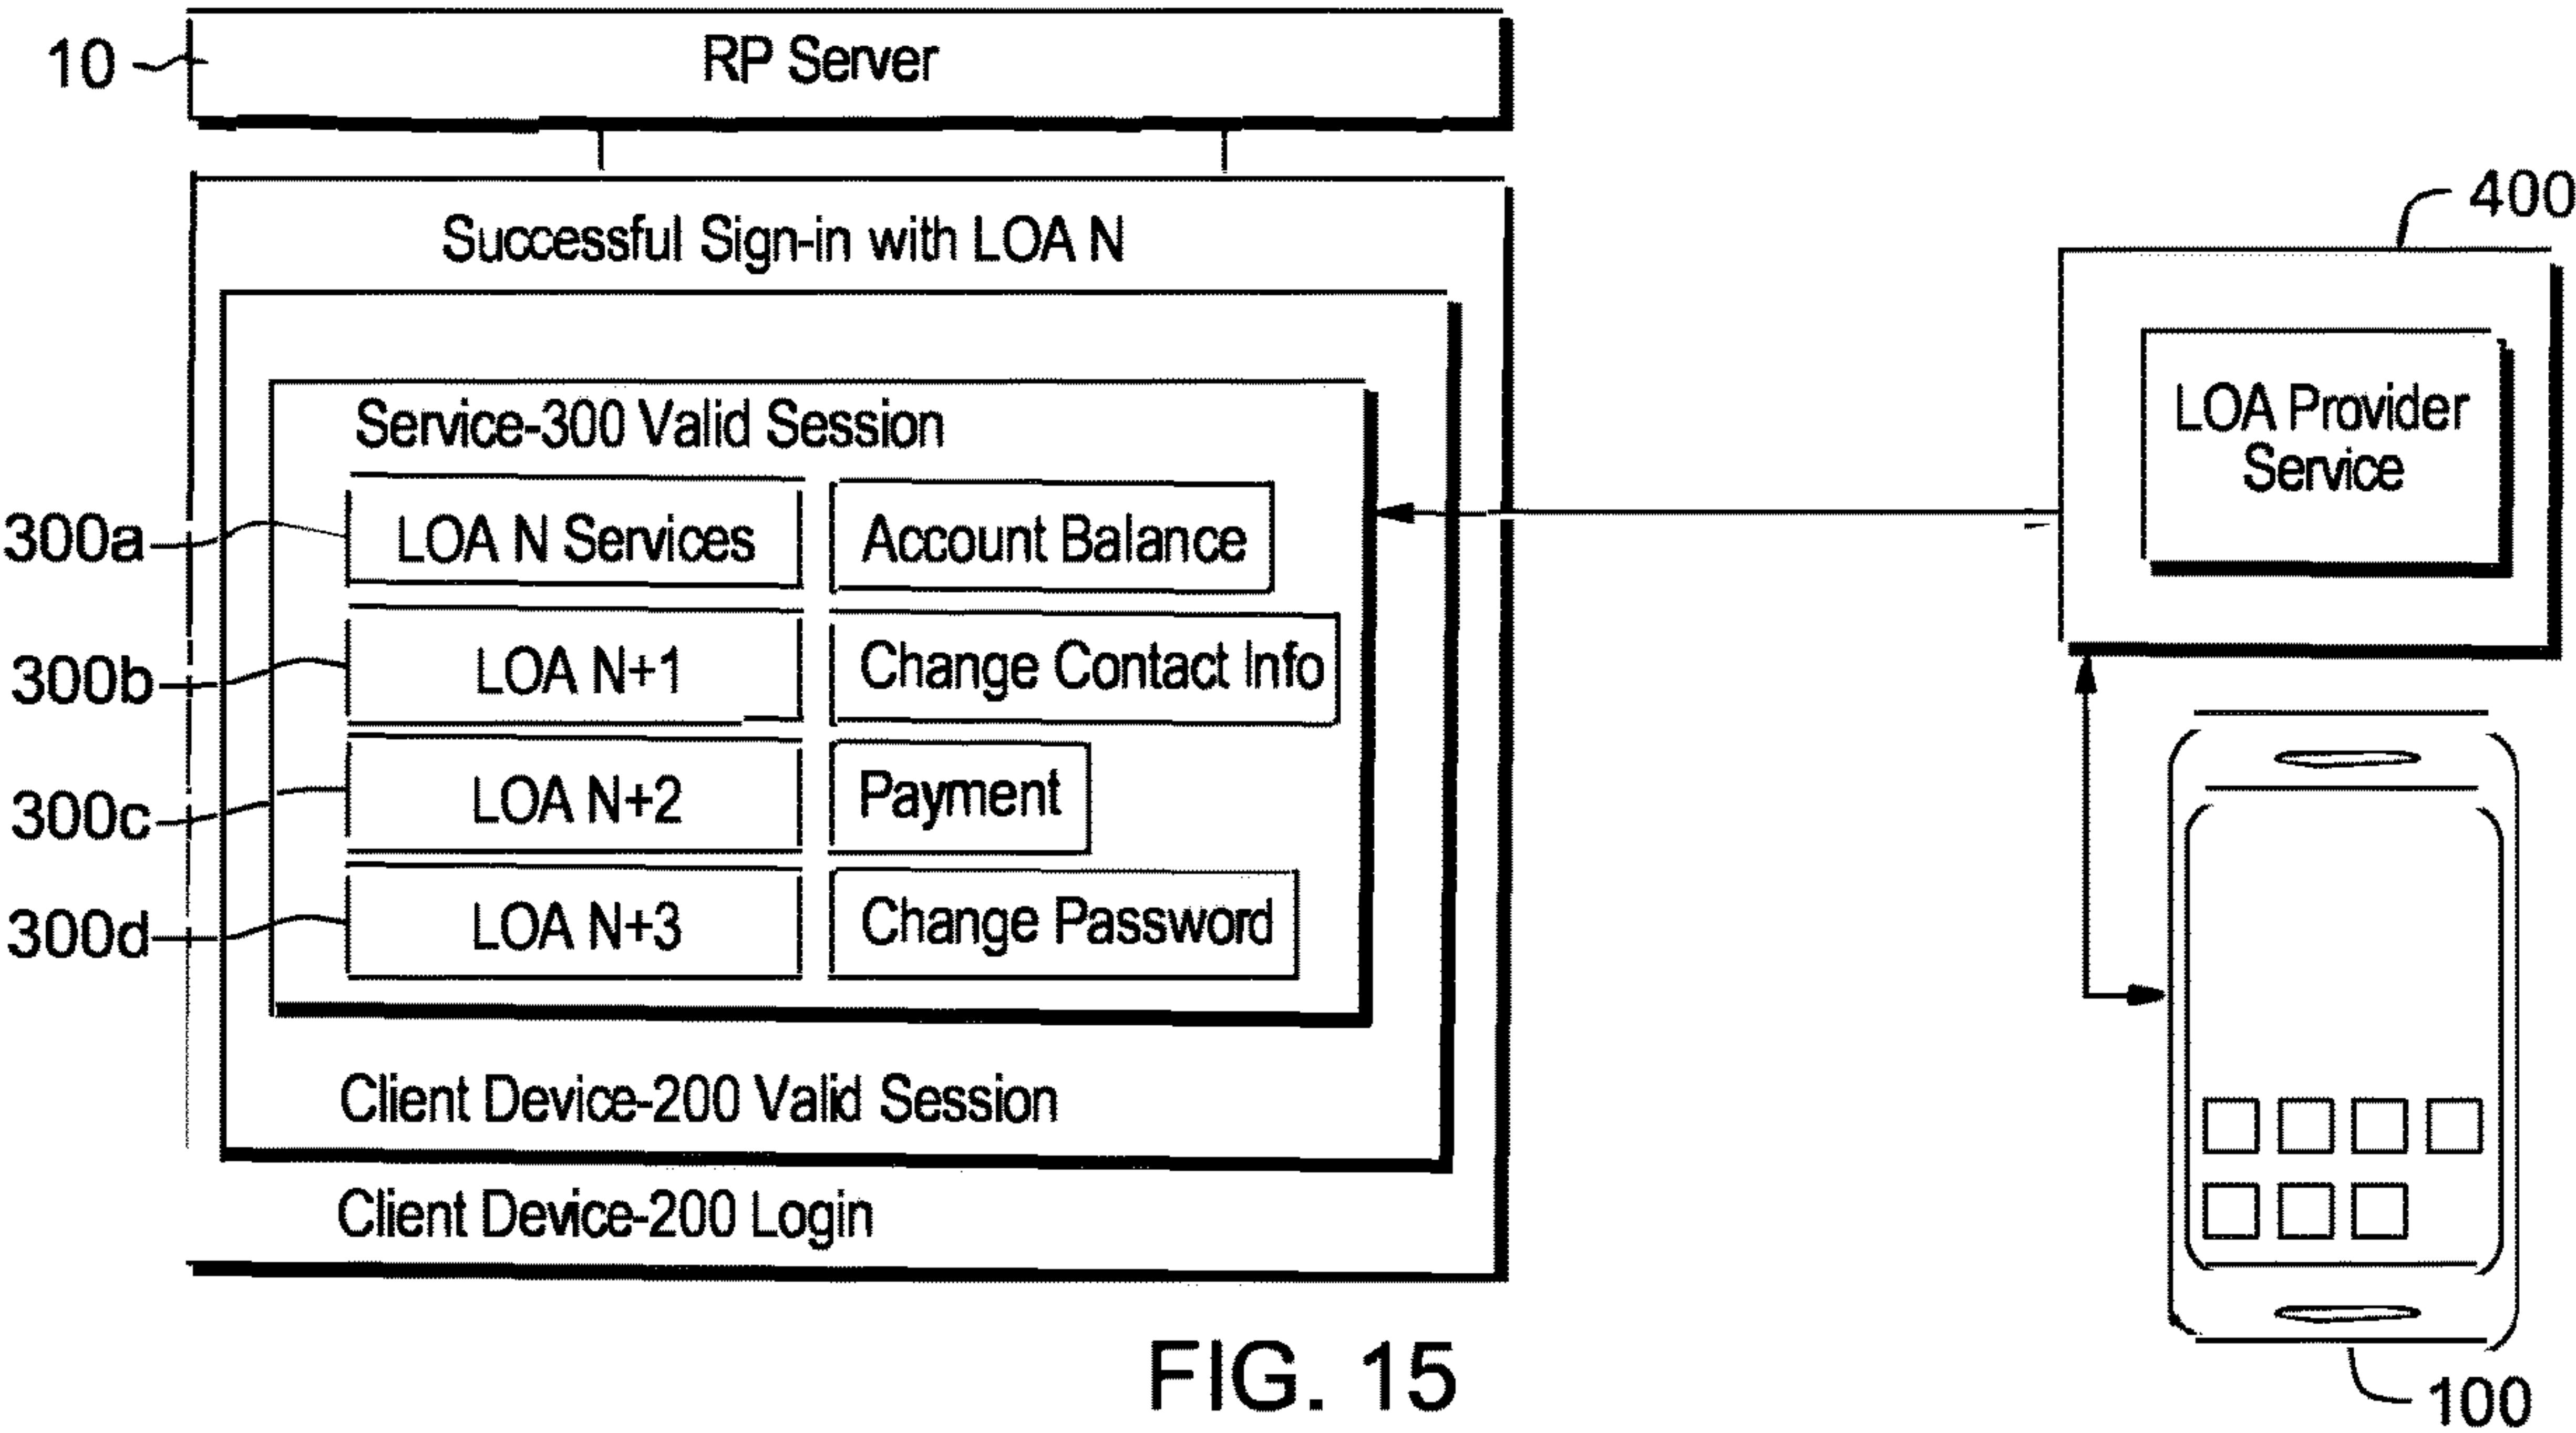 10
RP Server
400
Successful Sign-in with LOA N
LOA Provider
Service
Service-300 Valid Session
300a
LOA N Services
Account Balance
300b
LOA N+1
Change Contact Info
300c
LOA N+2
Payment
300d
LOA N+3
Change Password
Client Device-200 Valid Session
Client Device-200 Login
FIG. 15
100